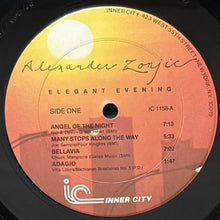 INNER CITY • 423 WEST 55TH STREET, NEW YORK, N.Y. 10019
Alexander Zonjic
ELEGANT EVENING
SIDE ONE IC 1158-A
ANGEL OF THE NIGHT 7:13
MANY STOPS ALONG THE WAY 5:33
Joe Sample/Four Knights (BMI)
BELLAVIA 7:02
Chuck Mangione/Gates Music (BMI)
ADAGIO 1:47
ic INNER CITY